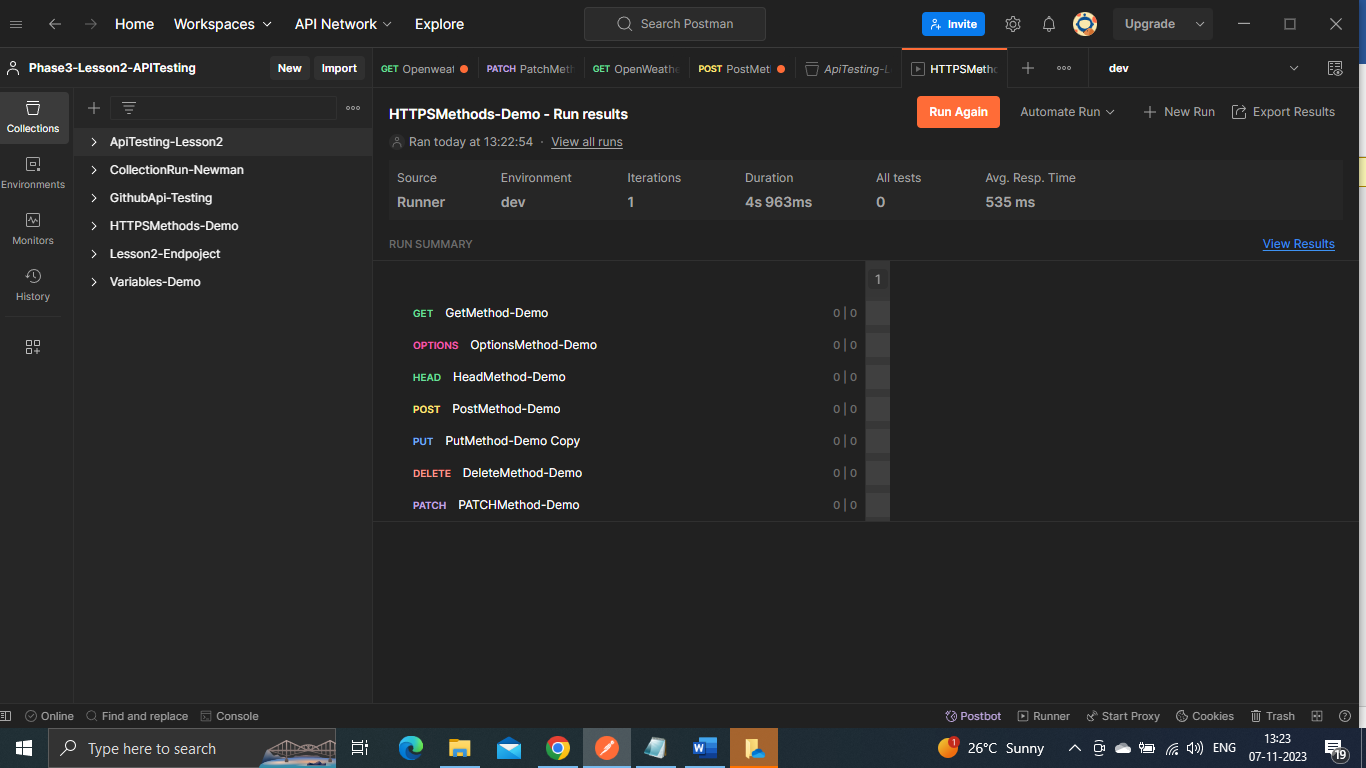 Home Workspaces API Network Explore Search Postman Invite Upgrade
Phase3-Lesson2-APITesting New Import GET Openweat PATCH PatchMeth GET OpenWeathe POST PostMet ApiTesting-L HTTPSMetho dev
Collections
Environments
Monitors
History
ApiTesting-Lesson2
CollectionRun-Newman
GithubApi-Testing
HTTPSMethods-Demo
Lesson2-Endpoject
Variables-Demo
HTTPSMethods-Demo - Run results Run Again Automate Run New Run Export Results
Ran today at 13:22:54 · View all runs
Source Environment Iterations Duration All tests Avg. Resp. Time
Runner dev 1 4s 963ms 0 535 ms
RUN SUMMARY View Results
1
GET GetMethod-Demo 0 | 0
OPTIONS OptionsMethod-Demo 0 | 0
HEAD HeadMethod-Demo 0 | 0
POST PostMethod-Demo 0 | 0
PUT PutMethod-Demo Copy 0 | 0
DELETE DeleteMethod-Demo 0 | 0
PATCH PATCHMethod-Demo 0 | 0
Online Find and replace Console Postbot Runner Start Proxy Cookies Trash
Type here to search 1 26°C Sunny ENG 13:23
07-11-2023 19